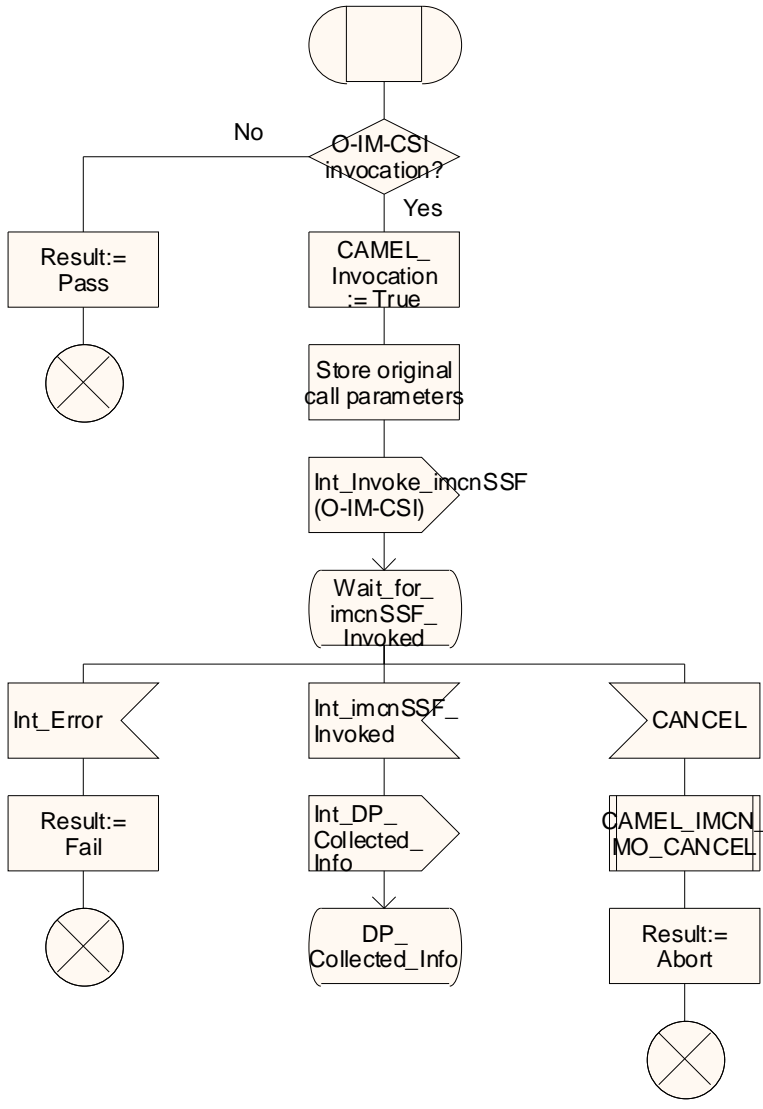 No
O-IM-CSI
invocation?
Yes
Result:=
Pass
CAMEL_
Invocation
:= True
Store original
call parameters
Int_Invoke_imcnSSF
(O-IM-CSI)
Wait_for_
imcnSSF_
Invoked
Int_Error
Int_imcnSSF_
Invoked
CANCEL
Result:=
Fail
Int_DP_
Collected_
Info
CAMEL_IMCN_
MO_CANCEL
DP_
Collected_Info
Result:=
Abort